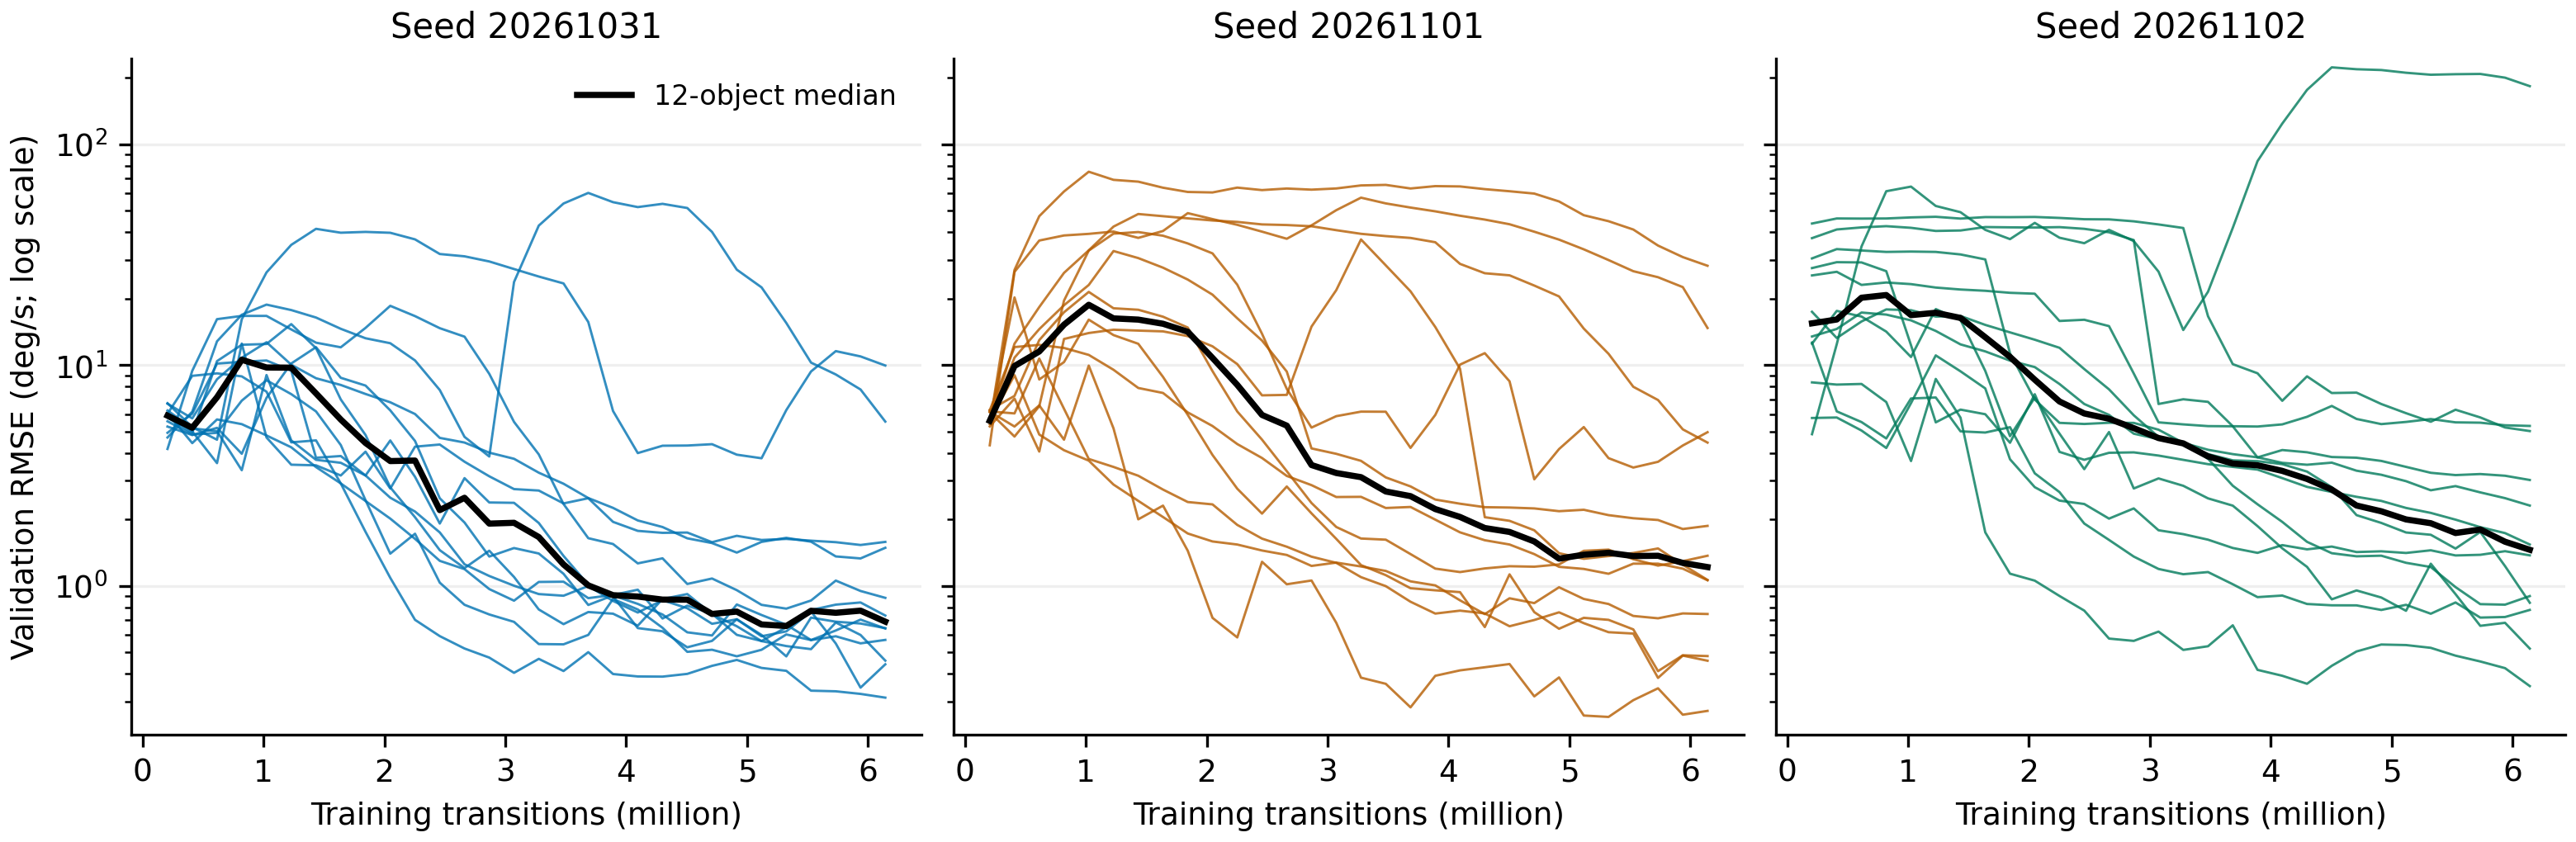 Seed 20261031
Seed 20261101
Seed 20261102
12-object median
Validation RMSE (deg/s; log scale)
10²
10¹
10⁰
0 1 2 3 4 5 6
0 1 2 3 4 5 6
0 1 2 3 4 5 6
Training transitions (million)
Training transitions (million)
Training transitions (million)